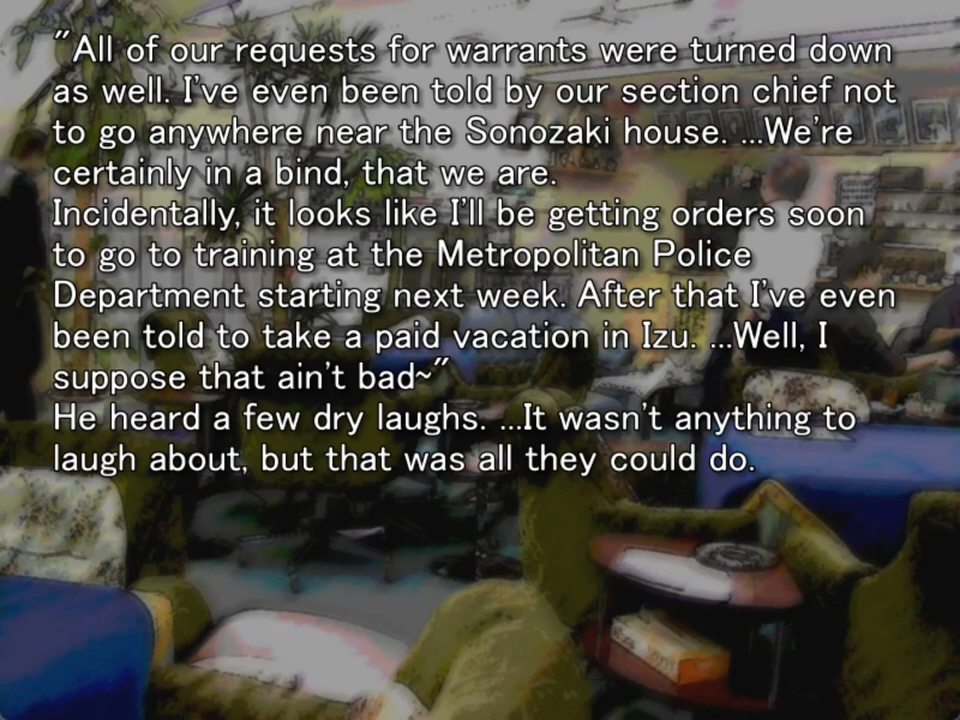 "All of our requests for warrants were turned down
as well. I've even been told by our section chief not
to go anywhere near the Sonozaki house. ...We're
certainly in a bind, that we are.
Incidentally, it looks like I'll be getting orders soon
to go to training at the Metropolitan Police
Department starting next week. After that I've even
been told to take a paid vacation in Izu. ...Well, I
suppose that ain't bad~"
He heard a few dry laughs. ...It wasn't anything to
laugh about, but that was all they could do.